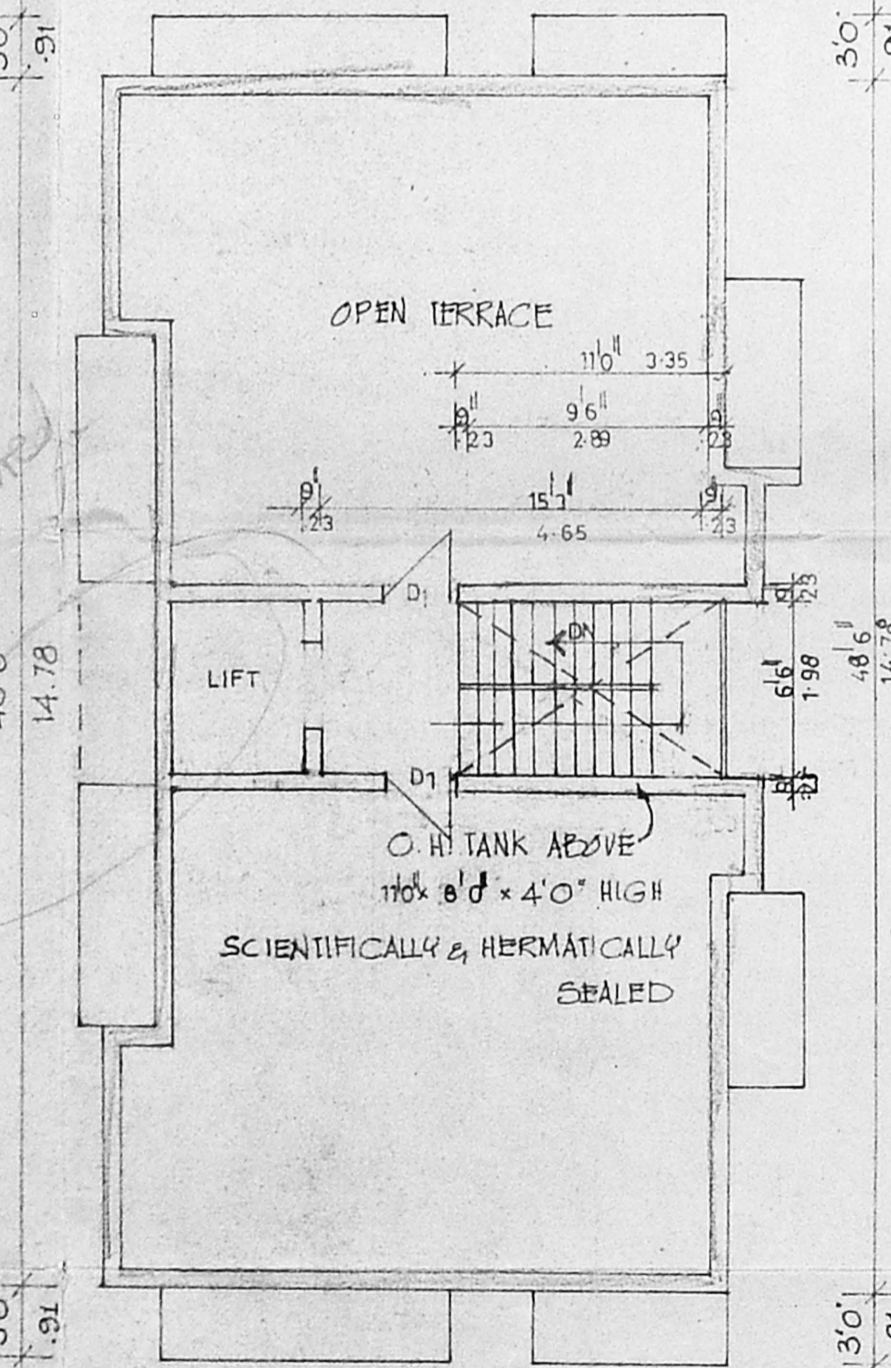 .91
3'0"
OPEN TERRACE
11'0" 3.35
9" 9'6"
.23 2.89 .23
9" 15'3" 9"
.23 4.65 .23
D1
9" .23
DN
LIFT
14.78
6'6"
1.98
48'6"
14.78
D1
O.H. TANK ABOVE
11'0" x 8'0" x 4'0" HIGH
SCIENTIFICALLY & HERMATICALLY
SEALED
.91
3'0"